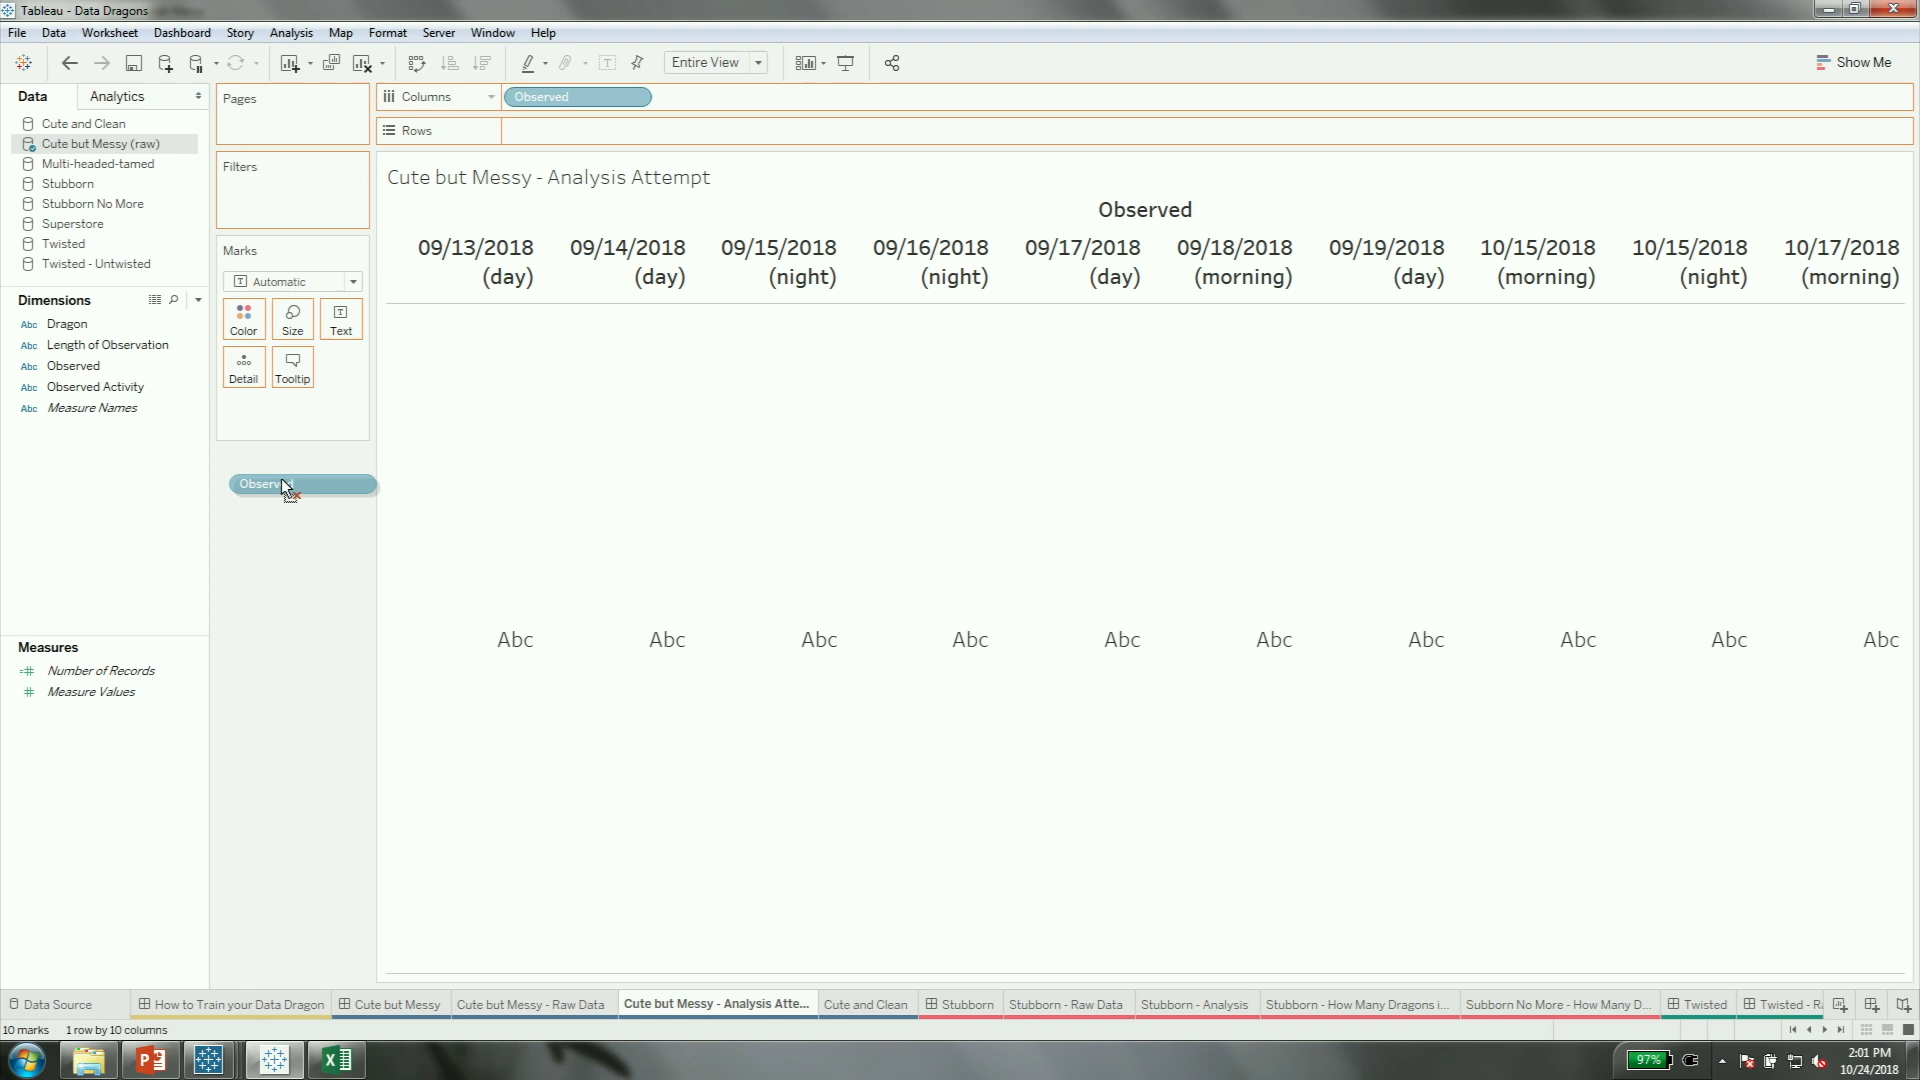 Tableau - Data Dragons
File Data Worksheet Dashboard Story Analysis Map Format Server Window Help
Entire View
Show Me
Data Analytics
Pages
Columns Observed
Cute and Clean
Rows
Cute but Messy (raw)
Multi-headed-tamed
Filters
Stubborn
Stubborn No More
Superstore
Twisted
Twisted - Untwisted
Cute but Messy - Analysis Attempt
Observed
09/13/2018 09/14/2018 09/15/2018 09/16/2018 09/17/2018 09/18/2018 09/19/2018 10/15/2018 10/15/2018 10/17/2018
(day) (day) (night) (night) (day) (morning) (day) (morning) (night) (morning)
Marks
Automatic
Color Size Text
Detail Tooltip
Dimensions
Abc Dragon
Abc Length of Observation
Abc Observed
Abc Observed Activity
Abc Measure Names
Observed
Abc Abc Abc Abc Abc Abc Abc Abc Abc Abc
Measures
Number of Records
Measure Values
Data Source How to Train your Data Dragon Cute but Messy Cute but Messy - Raw Data Cute but Messy - Analysis Atte... Cute and Clean Stubborn Stubborn - Raw Data Stubborn - Analysis Stubborn - How Many Dragons i... Subborn No More - How Many D... Twisted Twisted - R
10 marks 1 row by 10 columns
97%
2:01 PM
10/24/2018